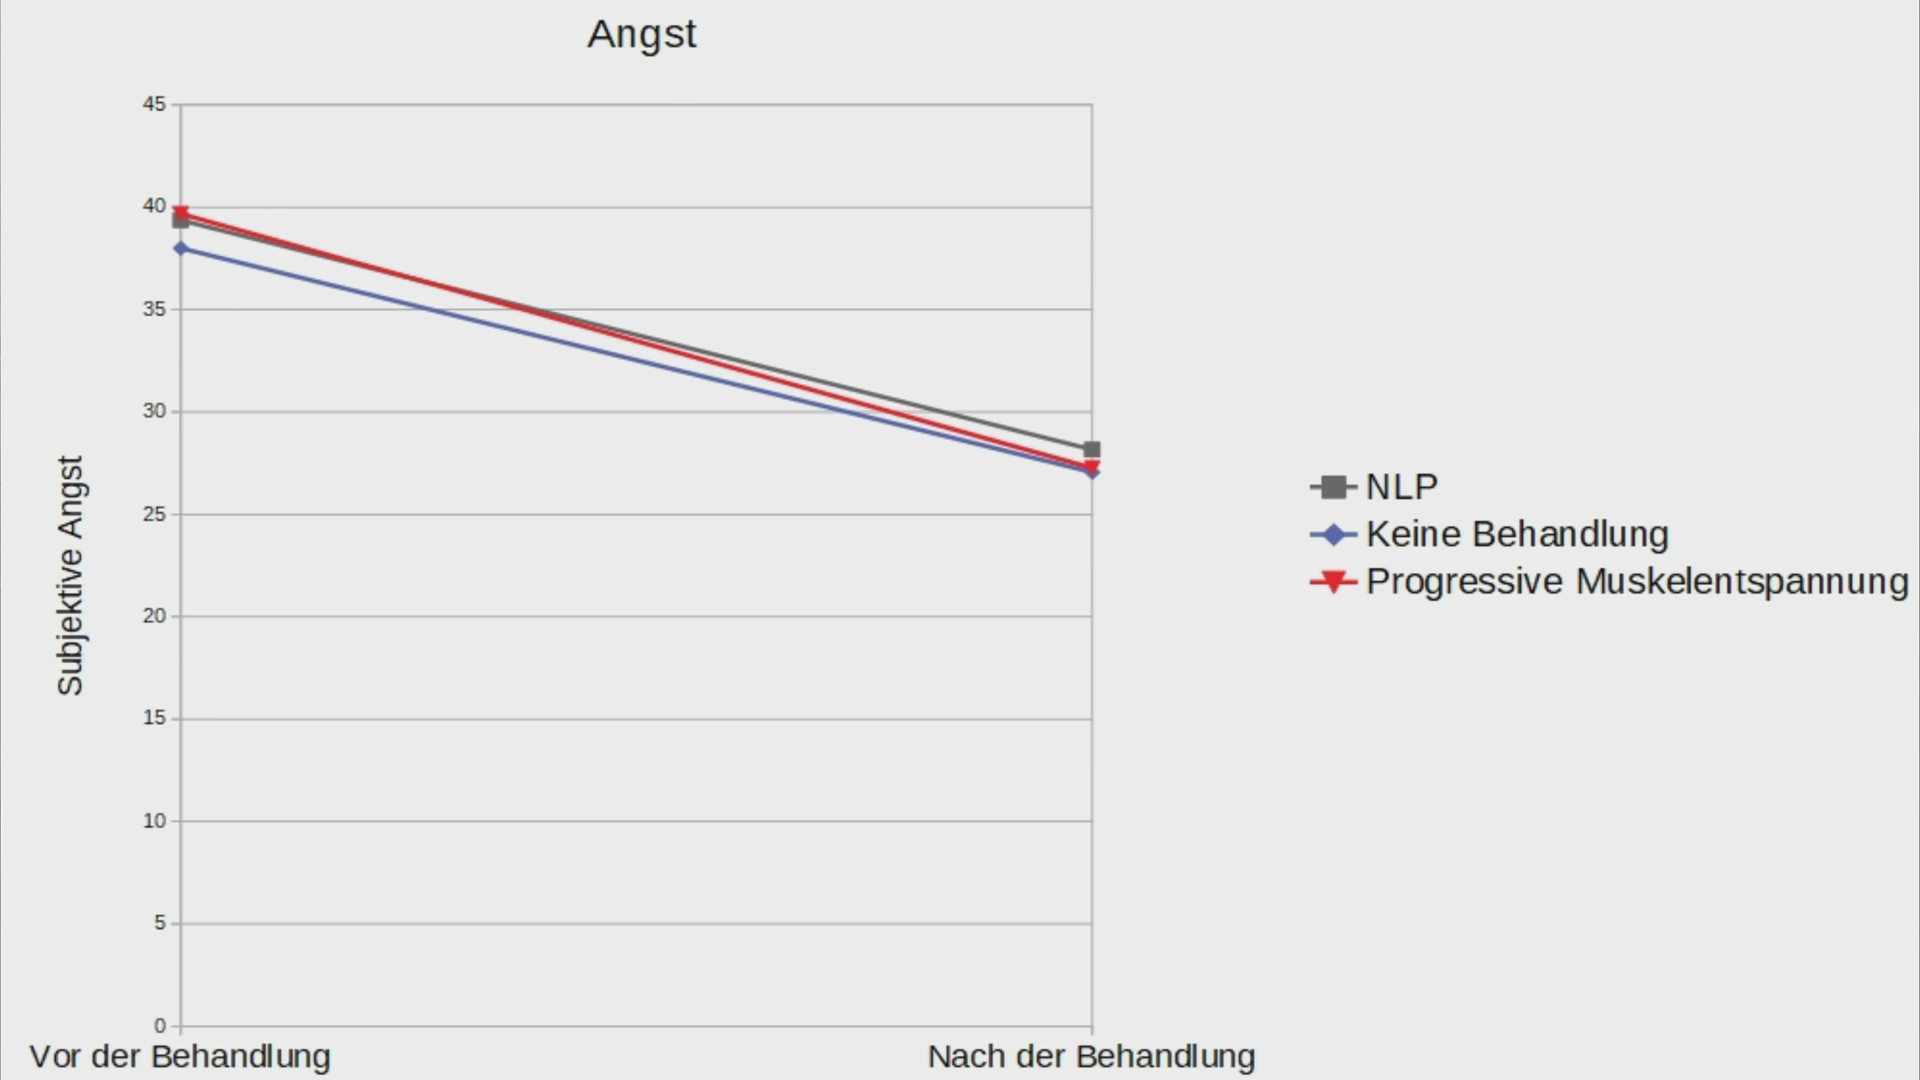 Angst
45
40
35
30
25
20
15
10
5
0
Subjektive Angst
Vor der Behandlung
Nach der Behandlung
NLP
Keine Behandlung
Progressive Muskelentspannung